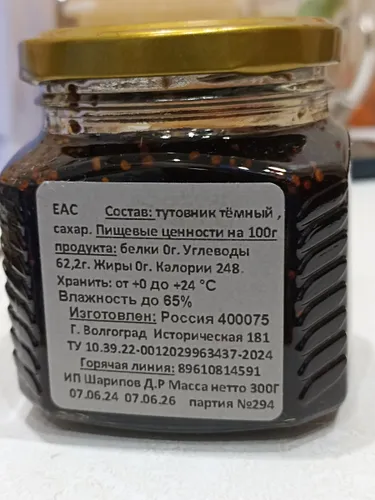 ЕАС Состав: тутовник тёмный ,
сахар. Пищевые ценности на 100г
продукта: белки 0г. Углеводы
62,2г. Жиры 0г. Калории 248.
Хранить: от +0 до +24 °C
Влажность до 65%
Изготовлен: Россия 400075
Г. Волгоград Историческая 181
ТУ 10.39.22-0012029963437-2024
Горячая линия: 89610814591
ИП Шарипов Д.Р Масса нетто 300Г
07.06.24 07.06.26 партия №294